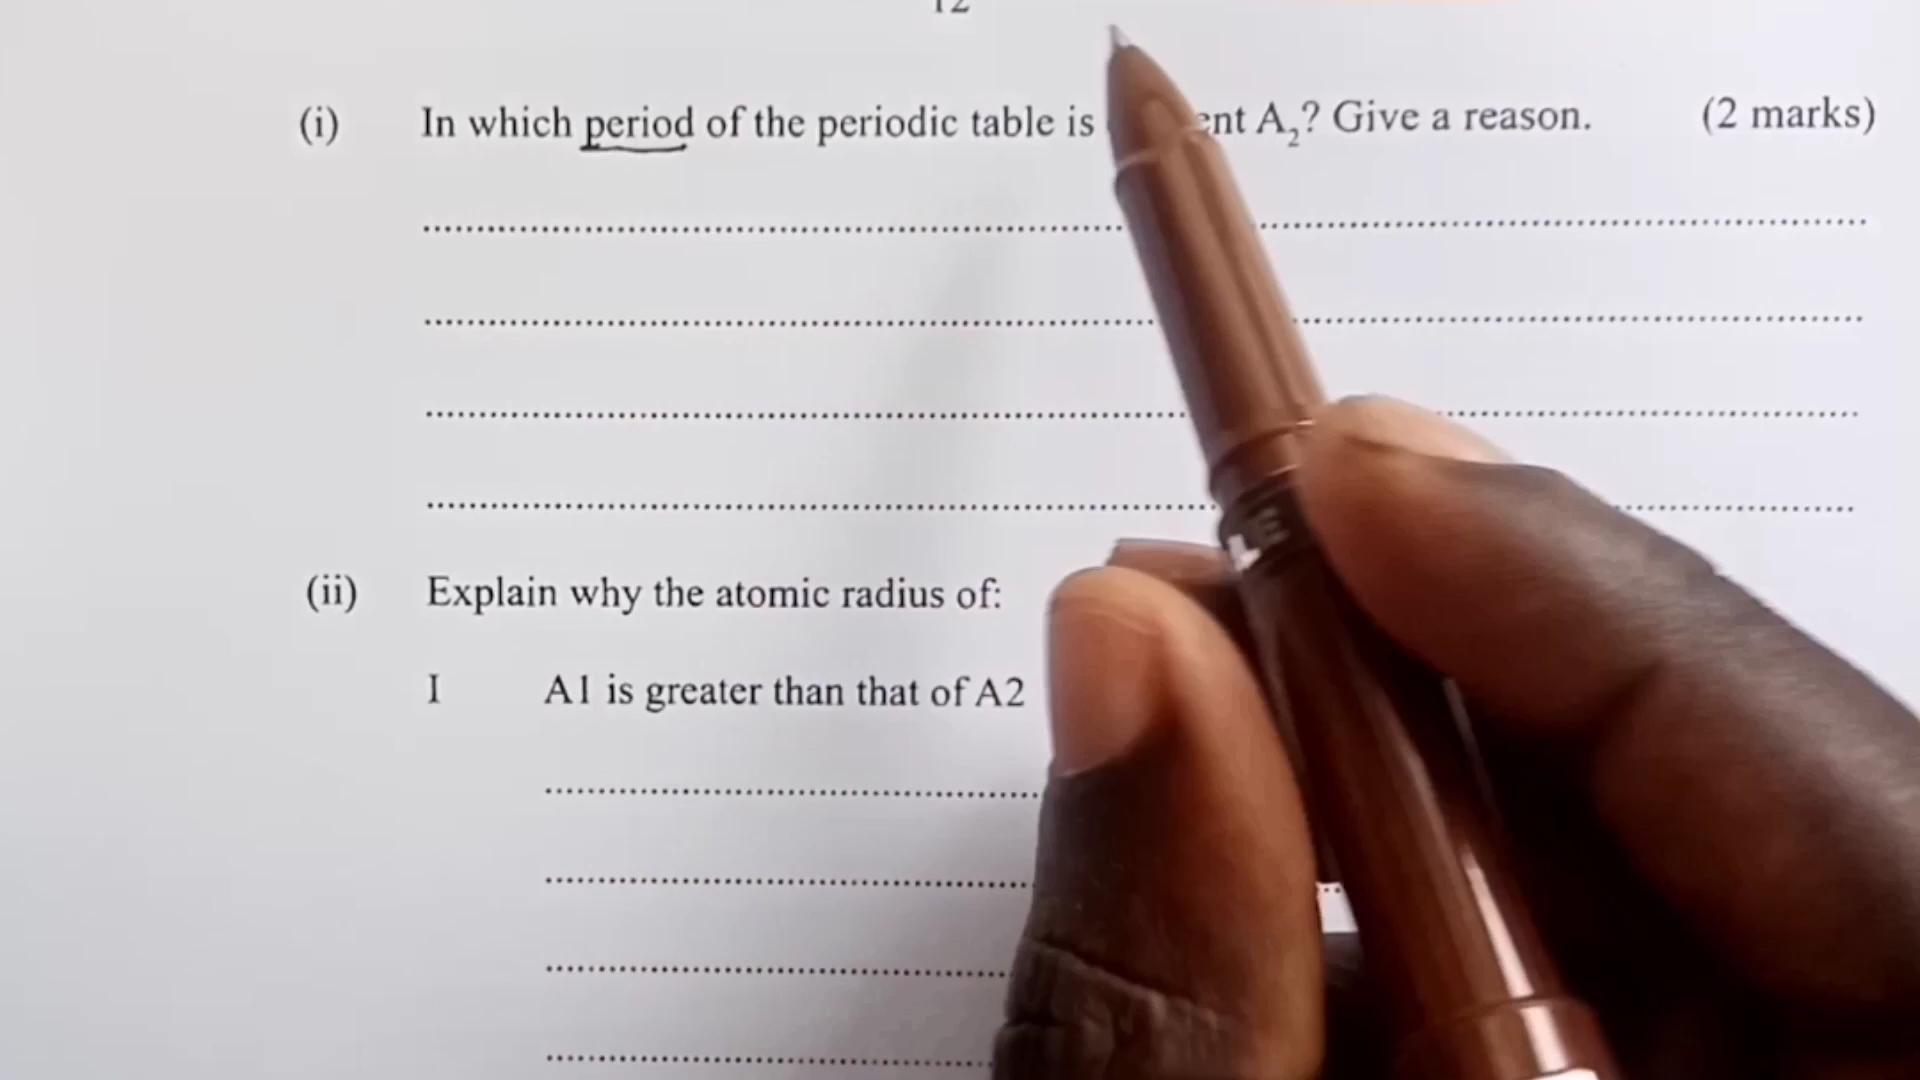 12
(i) In which period of the periodic table is ent A2? Give a reason. (2 marks)
(ii) Explain why the atomic radius of:
I A1 is greater than that of A2
LE